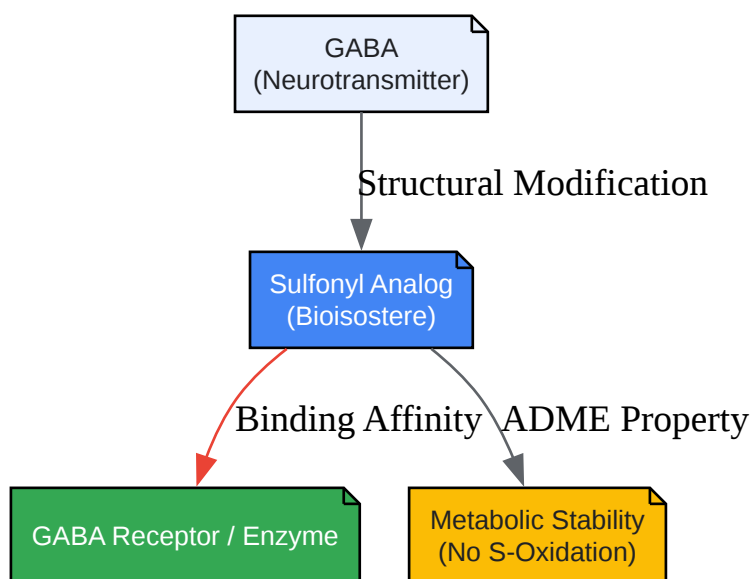 GABA
(Neurotransmitter)
Structural Modification
Sulfonyl Analog
(Bioisostere)
Binding Affinity
ADME Property
GABA Receptor / Enzyme
Metabolic Stability
(No S-Oxidation)